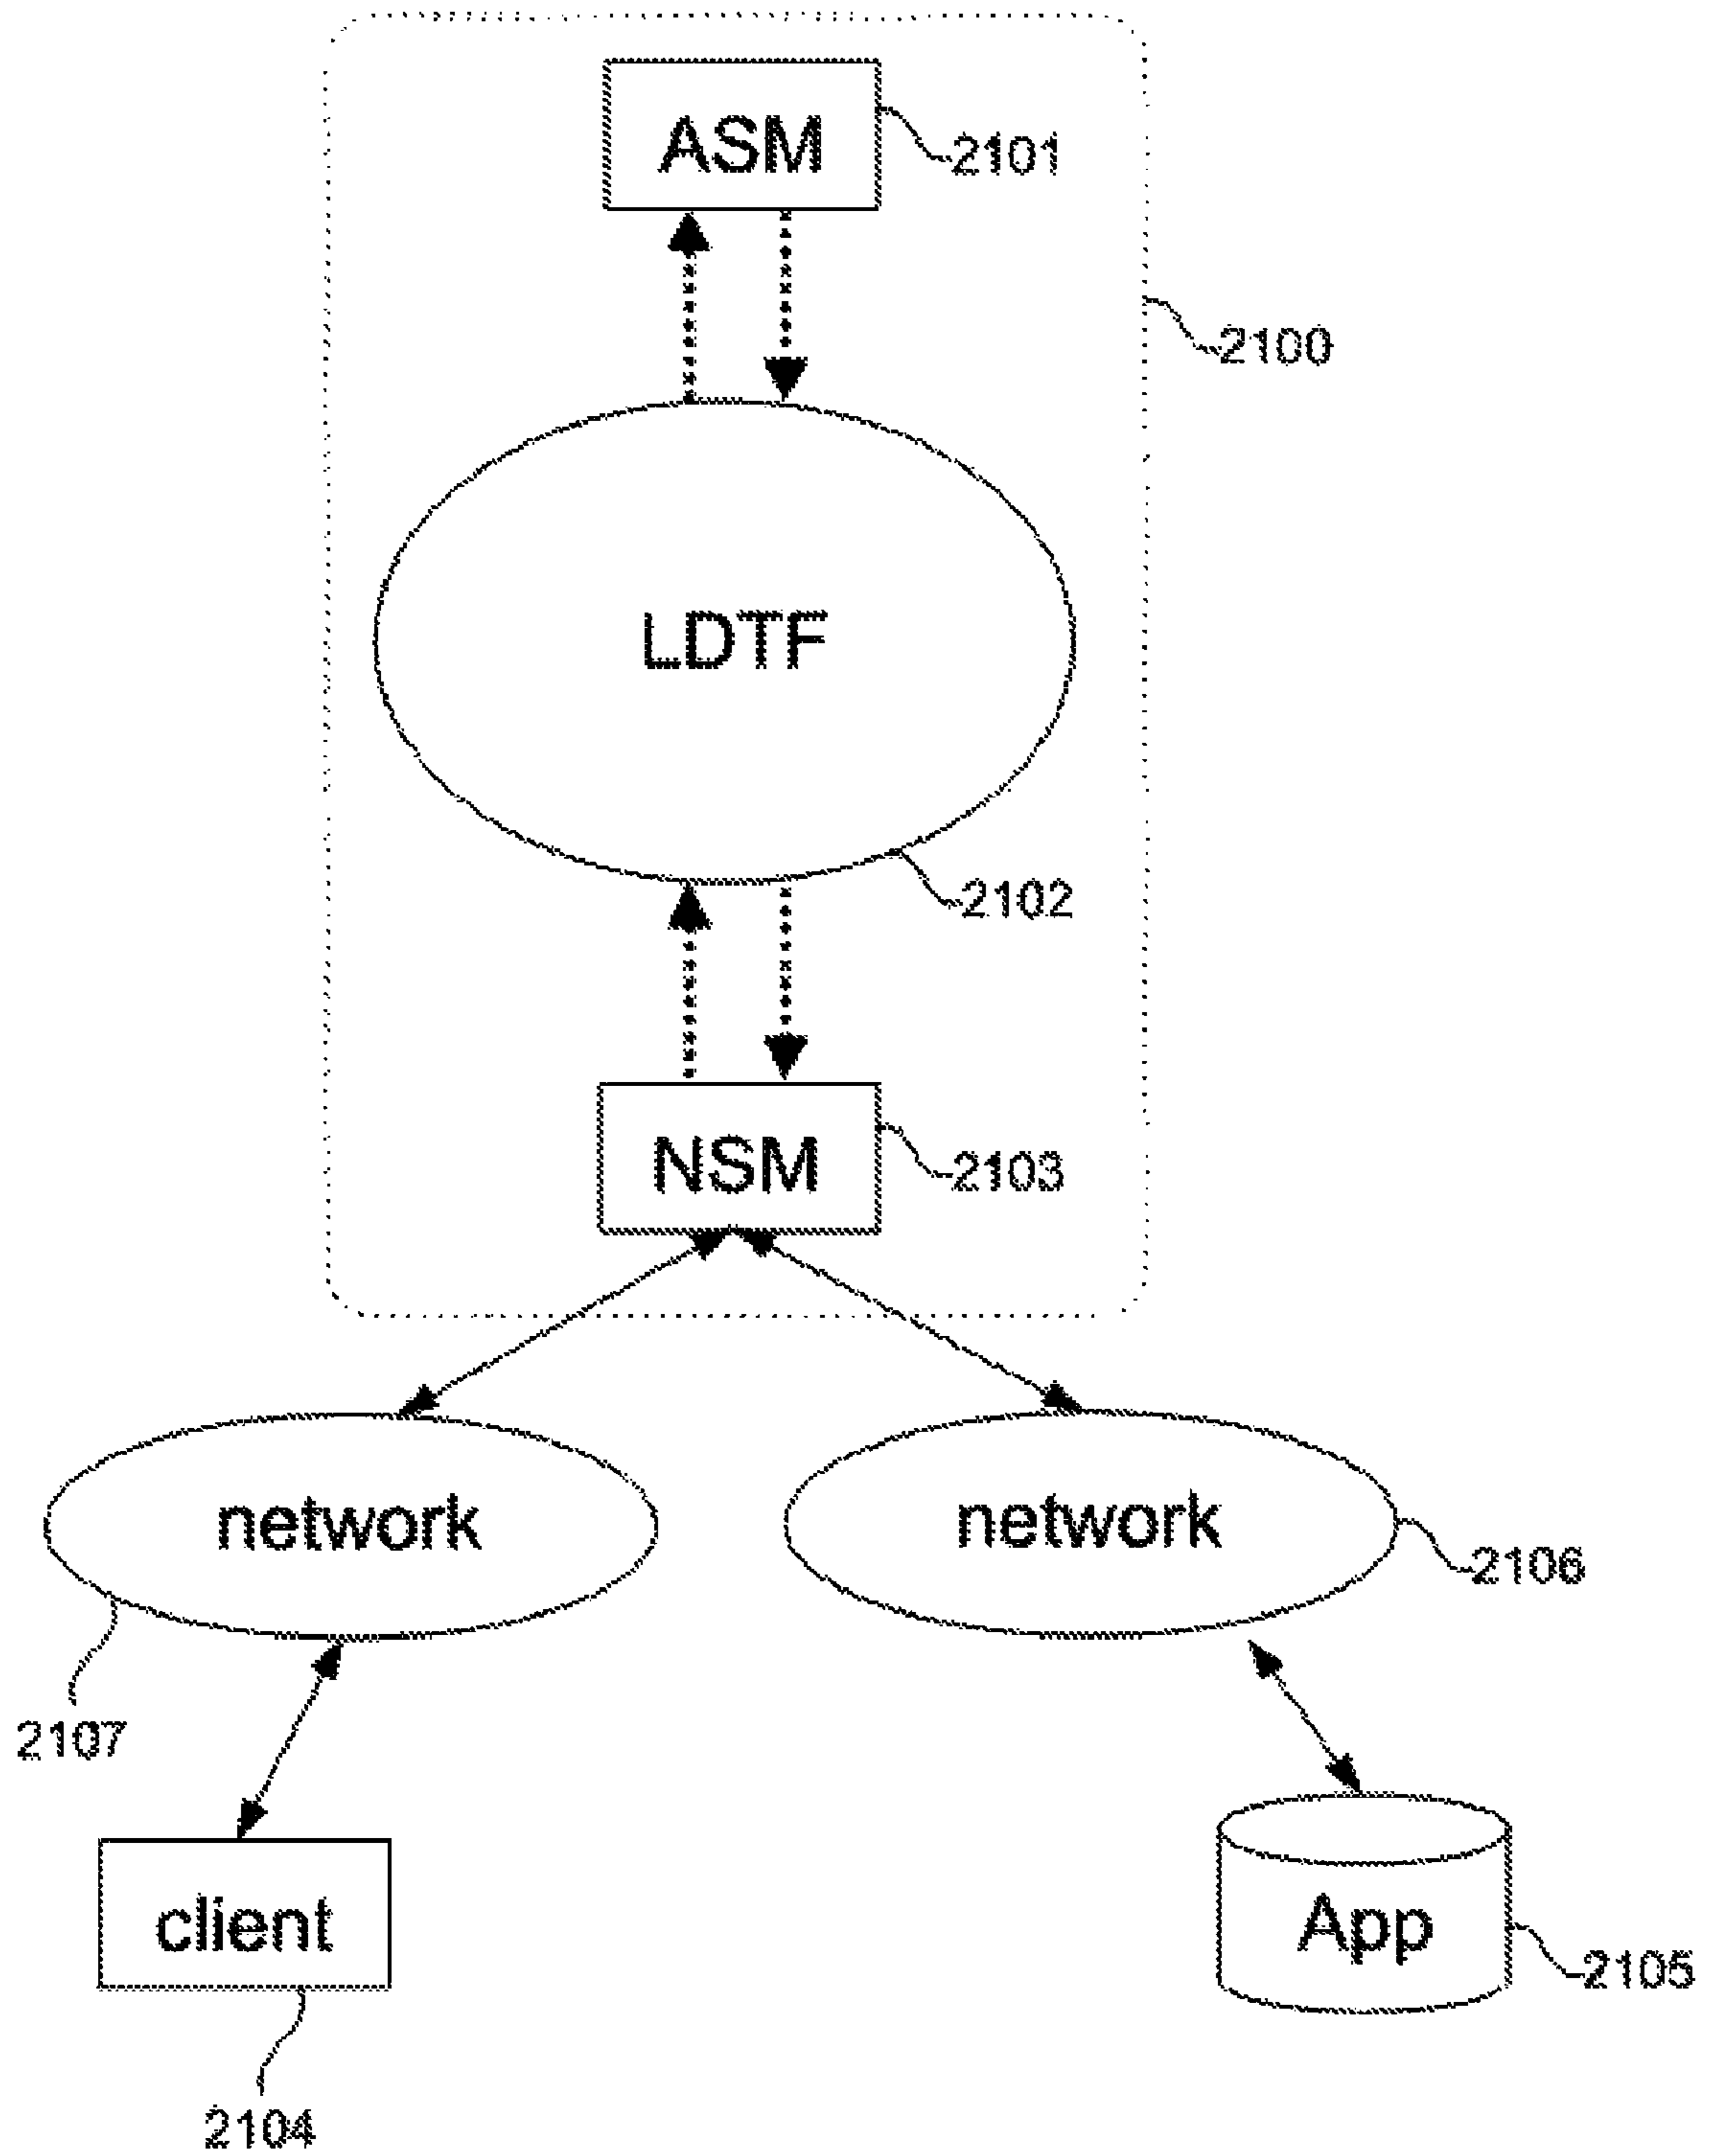 ASM
2101
2100
LDTF
2102
NSM
2103
network
network
2106
2107
client
App
2105
2104